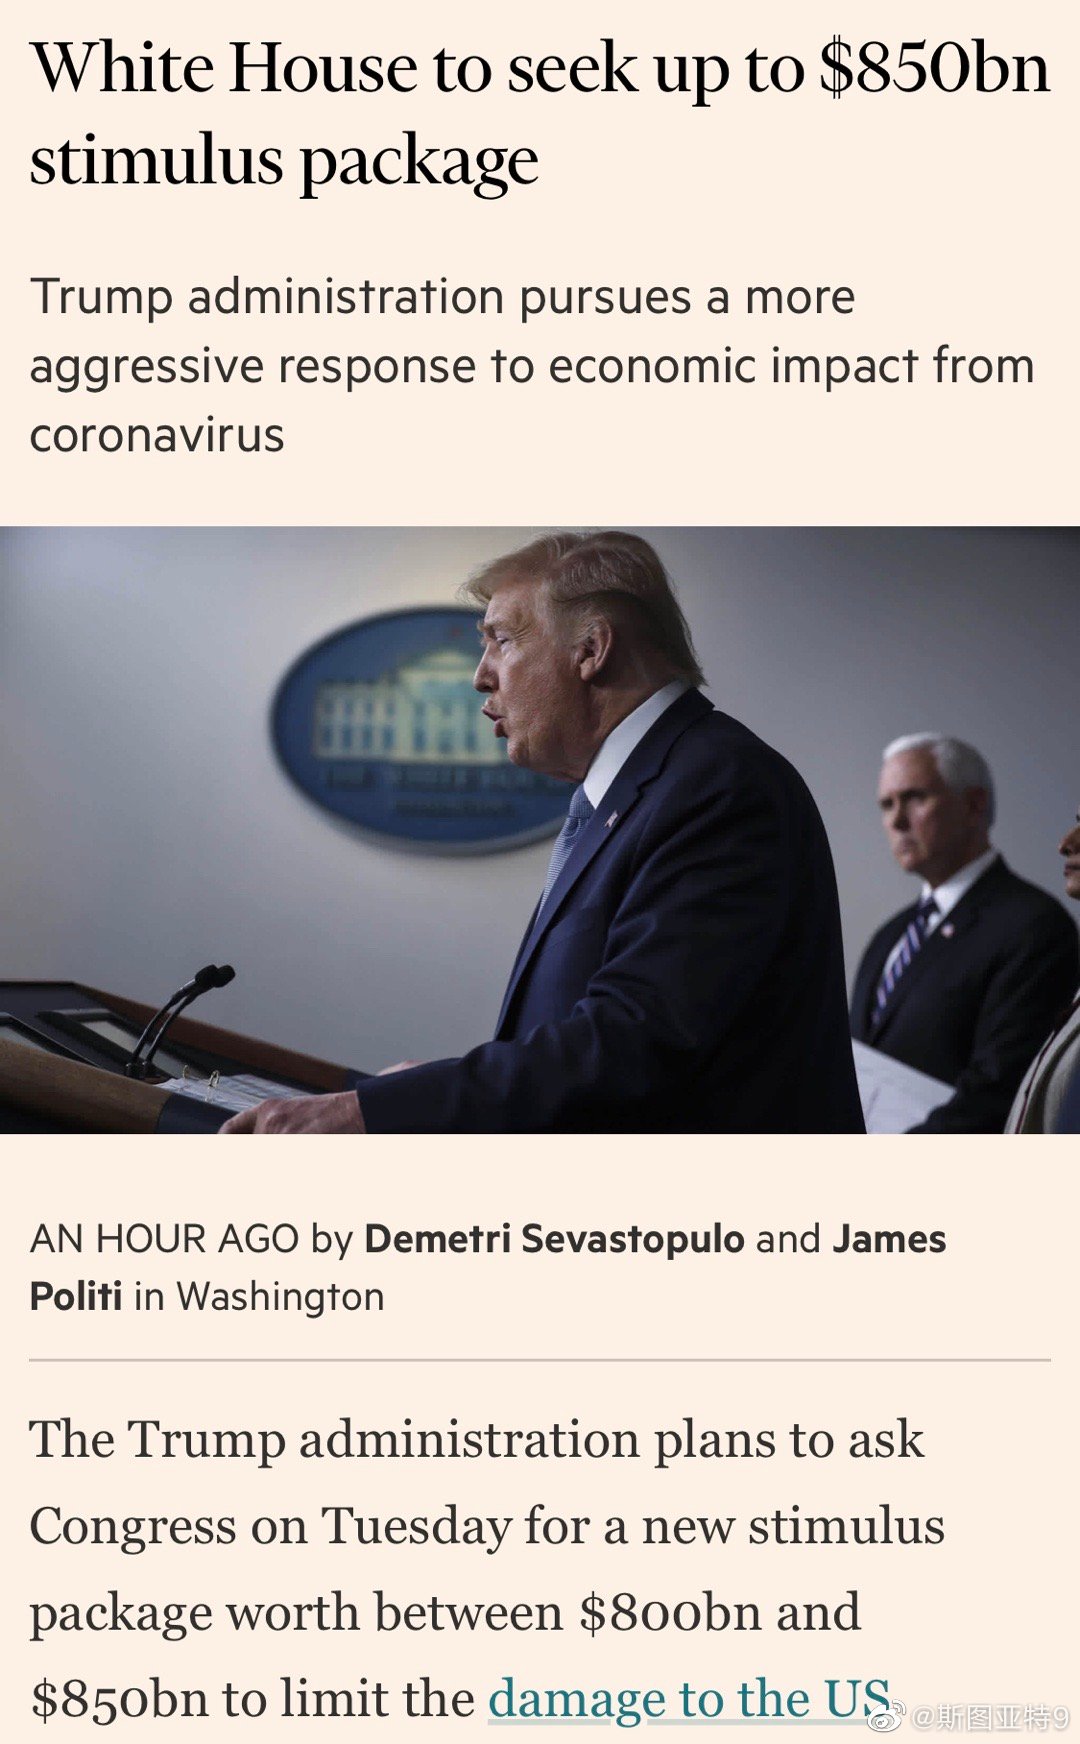 White House to seek up to $850bn
stimulus package
Trump administration pursues a more
aggressive response to economic impact from
coronavirus
AN HOUR AGO by Demetri Sevastopulo and James
Politi in Washington
The Trump administration plans to ask
Congress on Tuesday for a new stimulus
package worth between $800bn and
$850bn to limit the damage to the US
@斯图亚特9